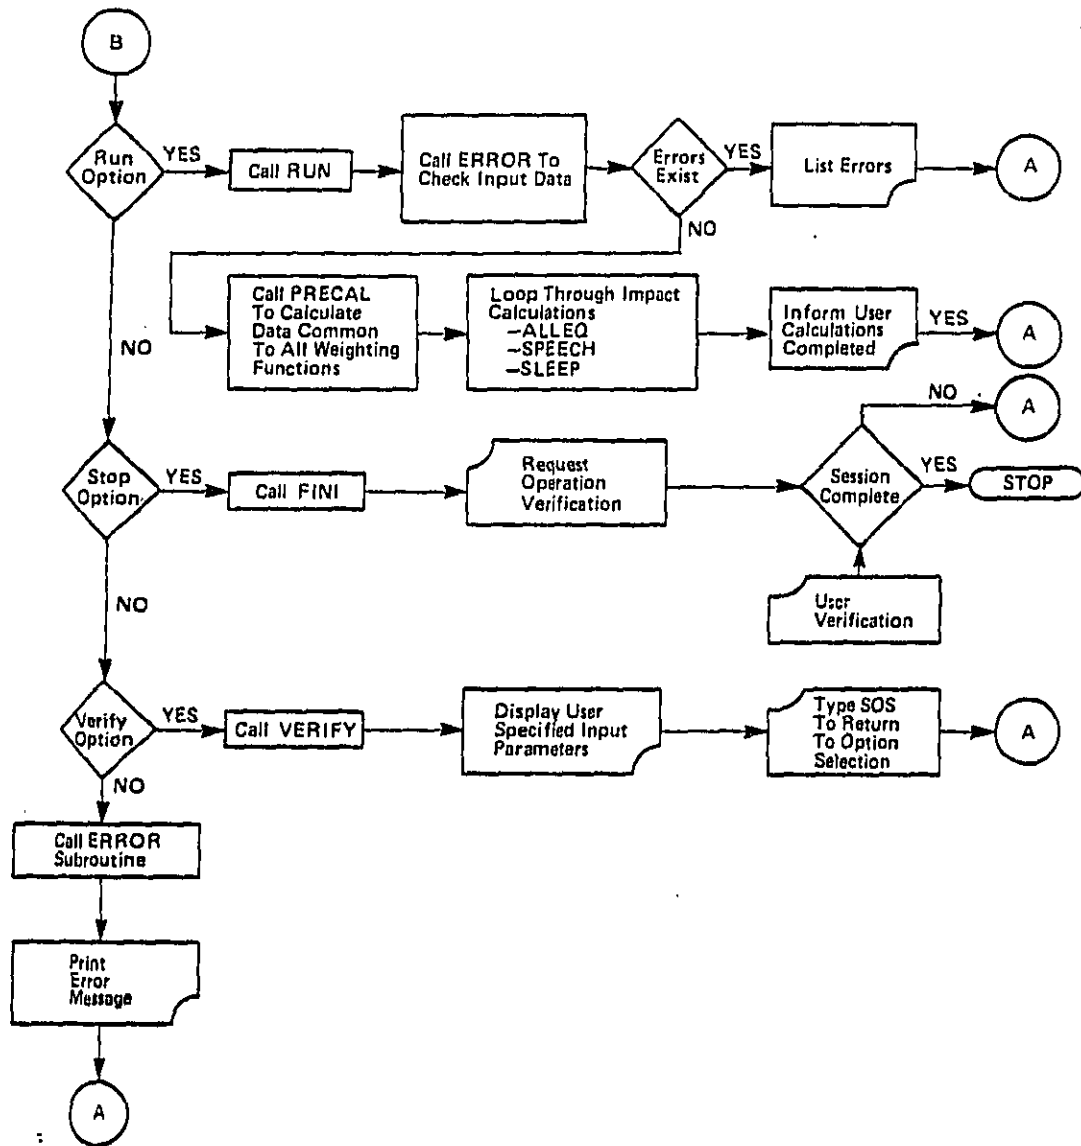 B
Run
Option
YES
Call RUN
Call ERROR To
Check Input Data
Errors
Exist
YES
List Errors
A
NO
NO
Call PRECAL
To Calculate
Data Common
To All Weighting
Functions
Loop Through Impact
Calculations
—ALLEQ
—SPEECH
—SLEEP
Inform User
Calculations
Completed
YES
A
NO
A
Stop
Option
YES
Call FINI
Request
Operation
Verification
Session
Complete
YES
STOP
NO
User
Verification
Verify
Option
YES
Call VERIFY
Display User
Specified Input
Parameters
Type SOS
To Return
To Option
Selection
A
NO
Call ERROR
Subroutine
Print
Error
Message
A